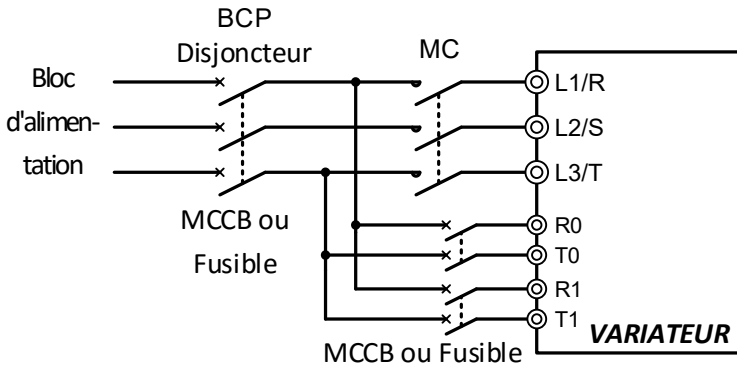 BCP
Disjoncteur
MC
Bloc
d'alimen-
tation
L1/R
L2/S
L3/T
MCCB ou
Fusible
R0
T0
R1
T1
VARIATEUR
MCCB ou Fusible